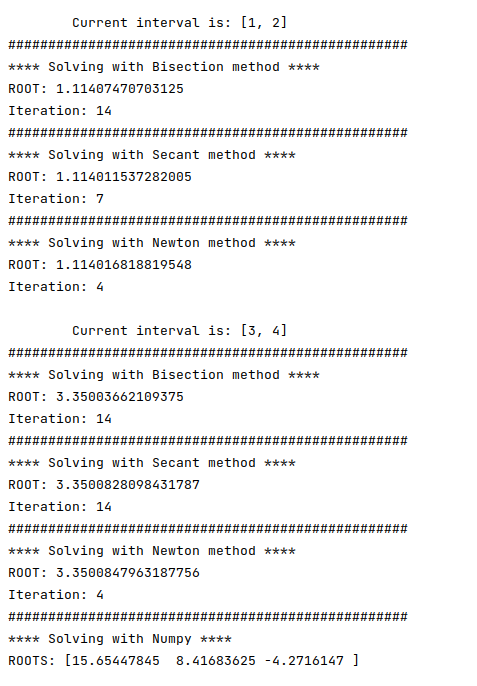 Current interval is: [1, 2]
##################################################
**** Solving with Bisection method ****
ROOT: 1.11407470703125
Iteration: 14
##################################################
**** Solving with Secant method ****
ROOT: 1.114011537282005
Iteration: 7
##################################################
**** Solving with Newton method ****
ROOT: 1.114016818819548
Iteration: 4
Current interval is: [3, 4]
##################################################
**** Solving with Bisection method ****
ROOT: 3.35003662109375
Iteration: 14
##################################################
**** Solving with Secant method ****
ROOT: 3.3500828098431787
Iteration: 14
##################################################
**** Solving with Newton method ****
ROOT: 3.3500847963187756
Iteration: 4
##################################################
**** Solving with Numpy ****
ROOTS: [15.65447845  8.41683625 -4.2716147 ]